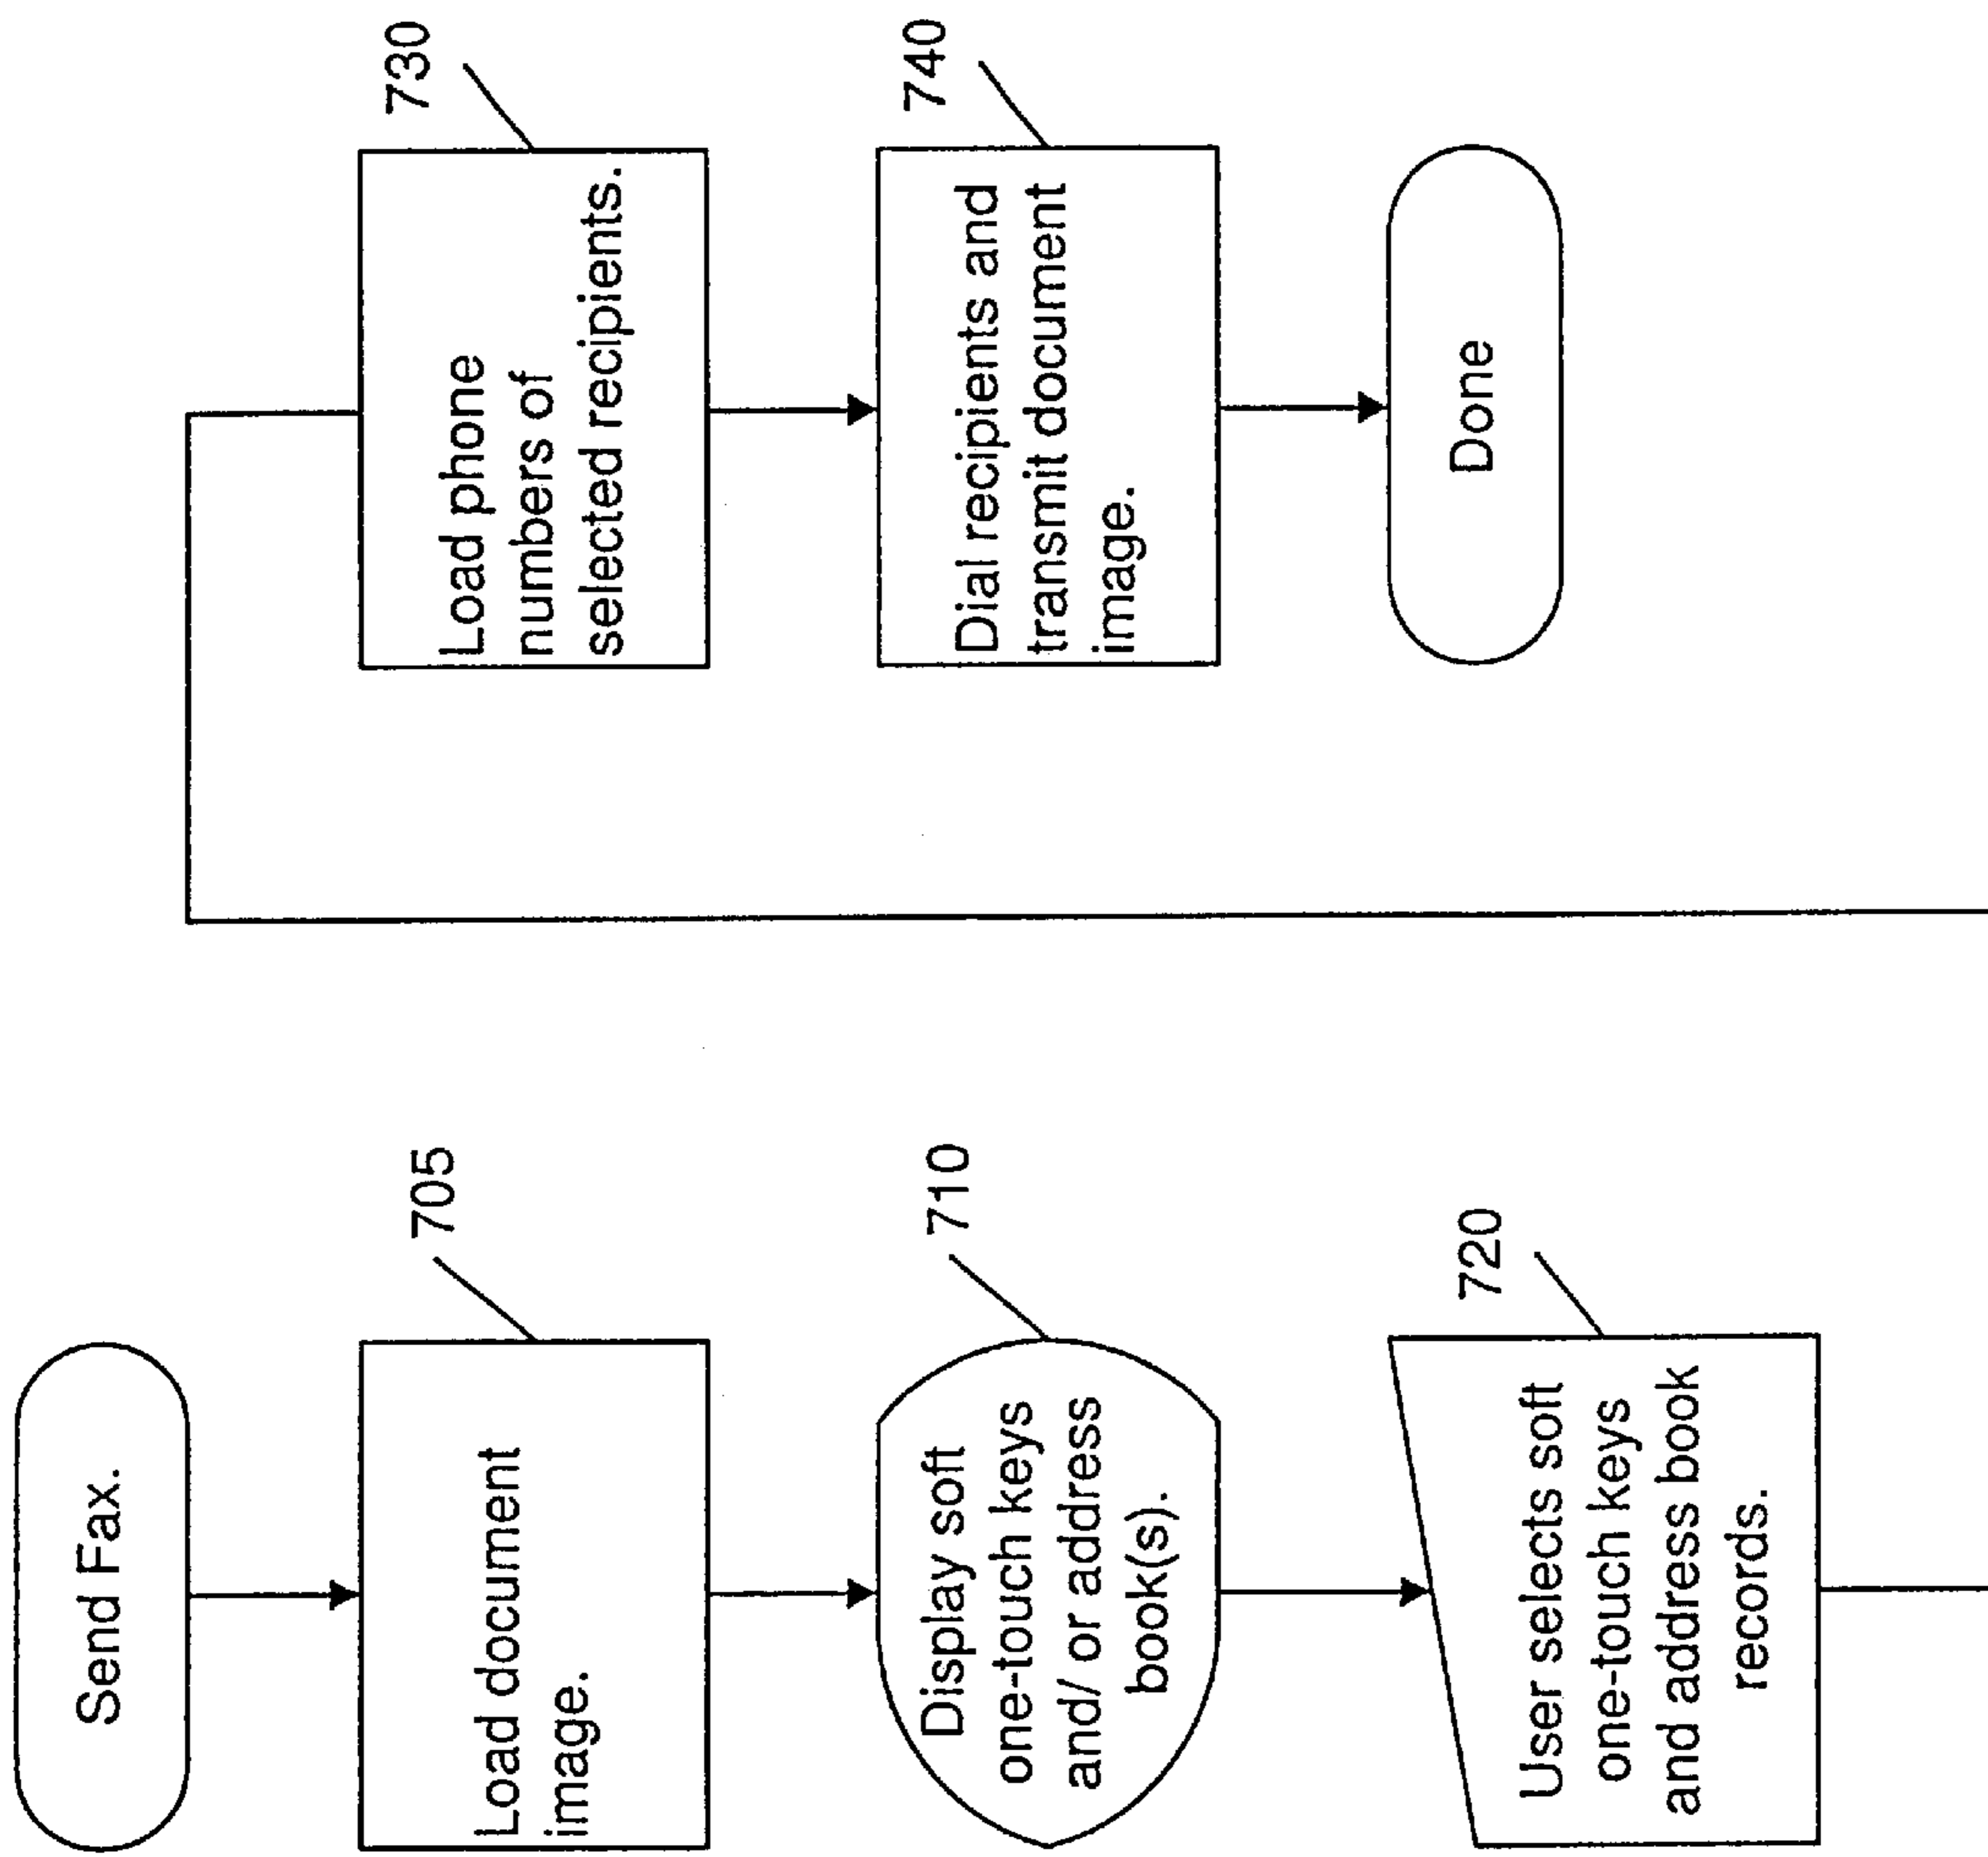 Send Fax.
705
Load document
image.
710
Display soft
one-touch keys
and/ or address
book(s).
720
User selects soft
one-touch keys
and address book
records.
730
Load phone
numbers of
selected recipients.
740
Dial recipients and
transmit document
image.
Done